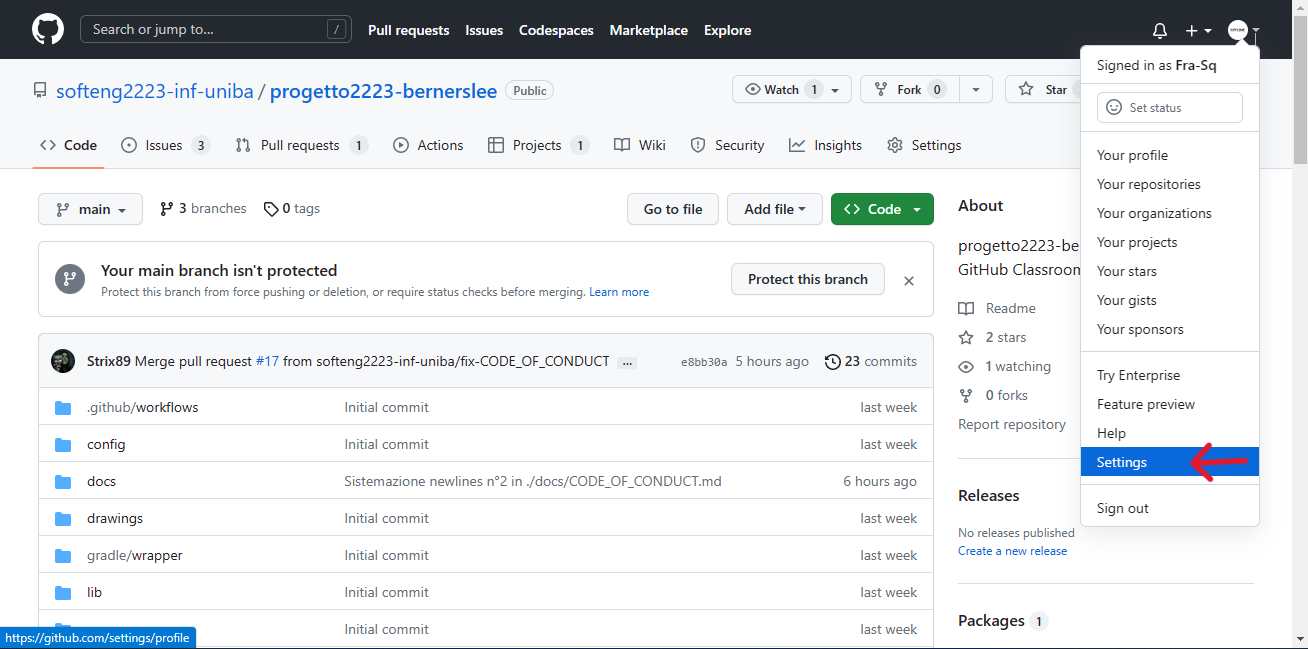 Search or jump to... /
Pull requests Issues Codespaces Marketplace Explore
softeng2223-inf-uniba / progetto2223-bernerslee Public
Watch 1 Fork 0 Star
Code Issues 3 Pull requests 1 Actions Projects 1 Wiki Security Insights Settings
main 3 branches 0 tags
Go to file Add file Code
Your main branch isn't protected
Protect this branch from force pushing or deletion, or require status checks before merging. Learn more
Protect this branch
Strix89 Merge pull request #17 from softeng2223-inf-uniba/fix-CODE_OF_CONDUCT ... e8bb30a 5 hours ago 23 commits
.github/workflows Initial commit last week
config Initial commit last week
docs Sistemazione newlines n°2 in ./docs/CODE_OF_CONDUCT.md 6 hours ago
drawings Initial commit last week
gradle/wrapper Initial commit last week
lib Initial commit last week
Initial commit last week
About
progetto2223-be
GitHub Classroom
Readme
2 stars
1 watching
0 forks
Report repository
Releases
No releases published
Create a new release
Packages 1
Signed in as Fra-Sq
Set status
Your profile
Your repositories
Your organizations
Your projects
Your stars
Your gists
Your sponsors
Try Enterprise
Feature preview
Help
Settings
Sign out
https://github.com/settings/profile